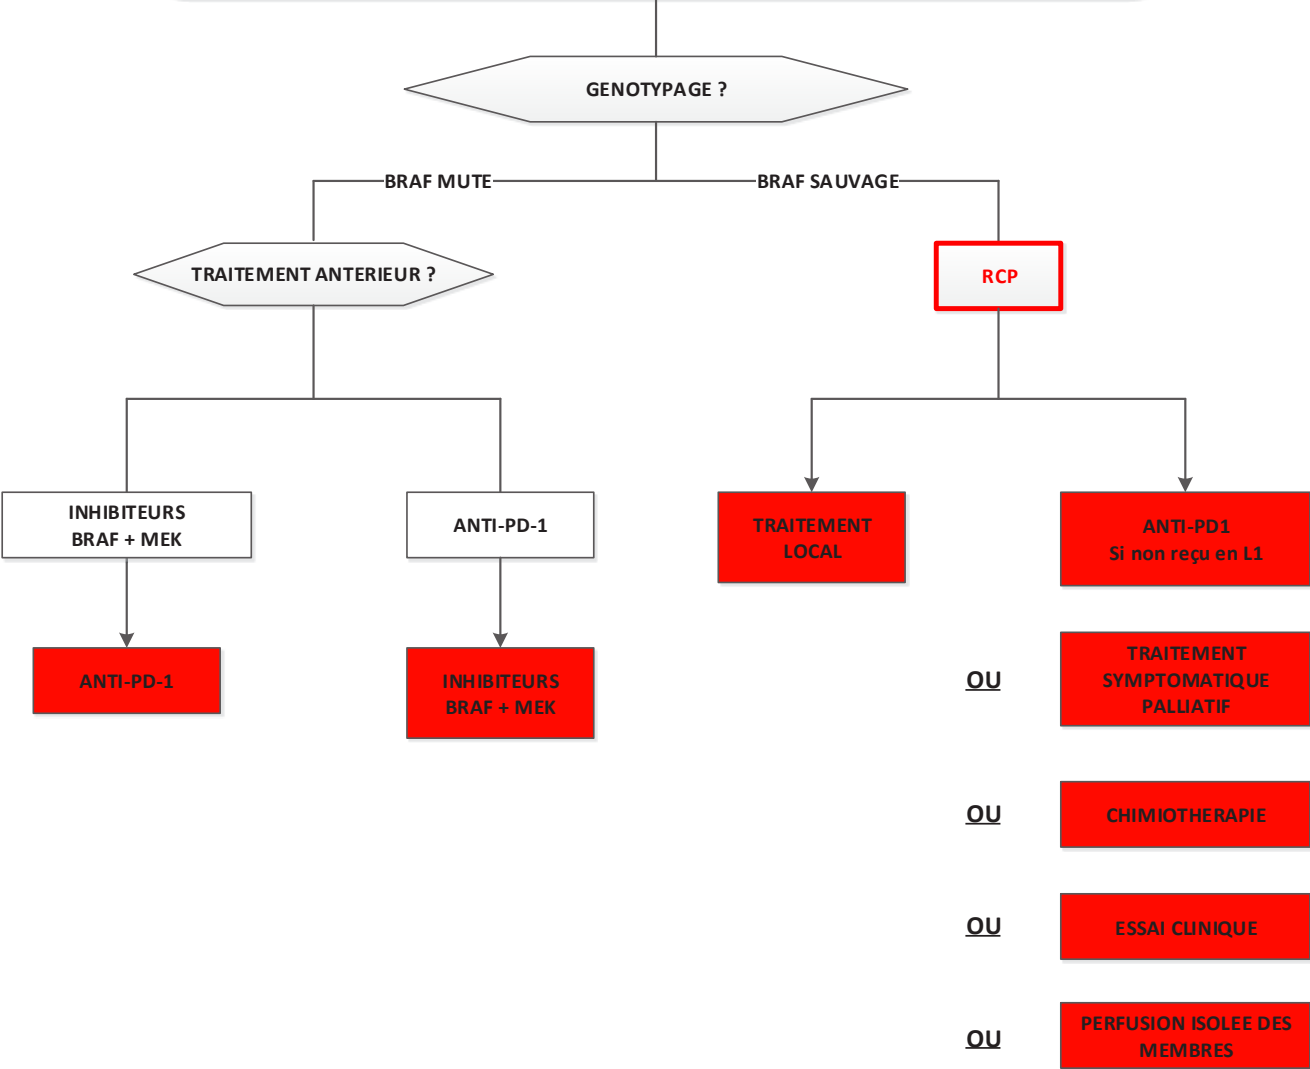 GENOTYPAGE ?
BRAF MUTE
BRAF SAUVAGE
TRAITEMENT ANTERIEUR ?
RCP
INHIBITEURS
BRAF + MEK
ANTI-PD-1
TRAITEMENT
LOCAL
ANTI-PD1
Si non reçu en L1
ANTI-PD-1
INHIBITEURS
BRAF + MEK
OU
TRAITEMENT
SYMPTOMATIQUE
PALLIATIF
OU
CHIMIOTHERAPIE
OU
ESSAI CLINIQUE
OU
PERFUSION ISOLEE DES
MEMBRES